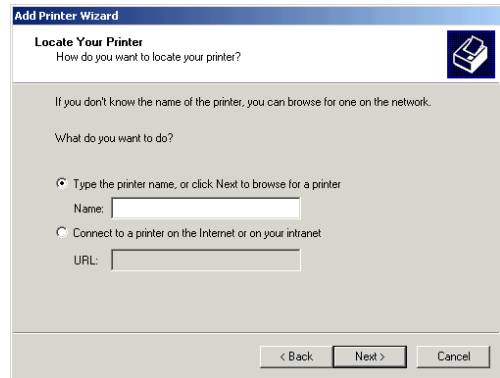 Add Printer Wizard
Locate Your Printer
How do you want to locate your printer?
If you don't know the name of the printer, you can browse for one on the network.
What do you want to do?
Type the printer name, or click Next to browse for a printer
Name:
Connect to a printer on the Internet or on your intranet
URL:
< Back Next > Cancel